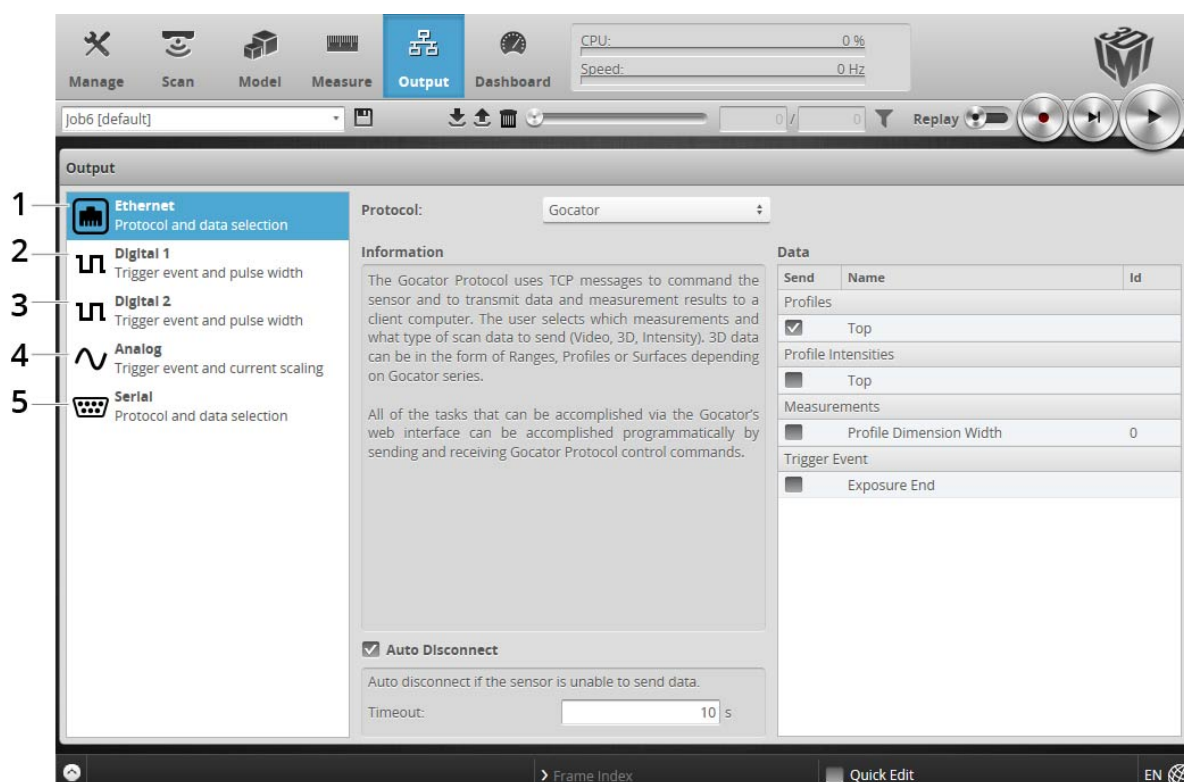 Manage
Scan
Model
Measure
Output
Dashboard
CPU: 0 %
Speed: 0 Hz
Job6 [default]
0 / 0
Replay
Output
1
Ethernet
Protocol and data selection
2
Digital 1
Trigger event and pulse width
3
Digital 2
Trigger event and pulse width
4
Analog
Trigger event and current scaling
5
Serial
Protocol and data selection
Protocol: Gocator
Information
The Gocator Protocol uses TCP messages to command the
sensor and to transmit data and measurement results to a
client computer. The user selects which measurements and
what type of scan data to send (Video, 3D, Intensity). 3D data
can be in the form of Ranges, Profiles or Surfaces depending
on Gocator series.
All of the tasks that can be accomplished via the Gocator's
web interface can be accomplished programmatically by
sending and receiving Gocator Protocol control commands.
Auto Disconnect
Auto disconnect if the sensor is unable to send data.
Timeout: 10 s
Data
Send Name Id
Profiles
Top
Profile Intensities
Top
Measurements
Profile Dimension Width 0
Trigger Event
Exposure End
Frame Index
Quick Edit
EN